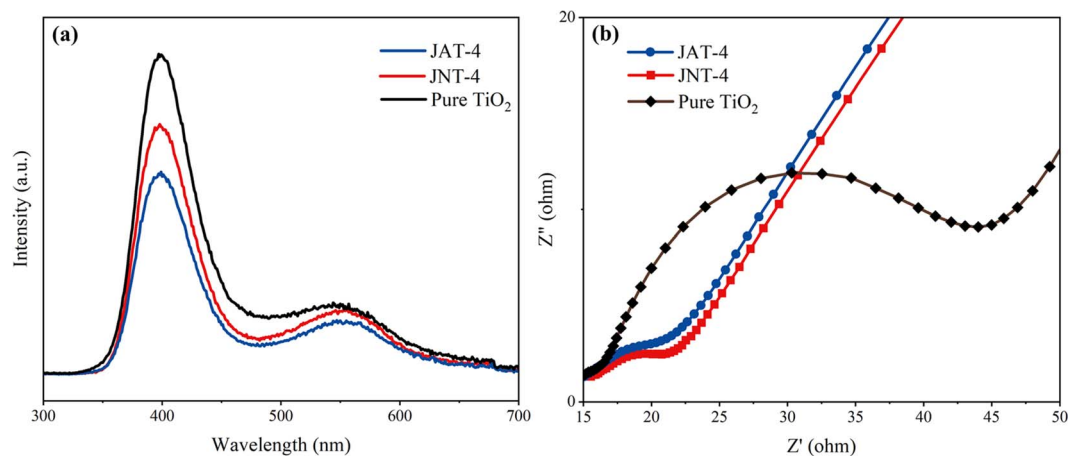 (a)
JAT-4
JNT-4
Pure TiO₂
Intensity (a.u.)
300 400 500 600 700
Wavelength (nm)
(b)
JAT-4
JNT-4
Pure TiO₂
20
Z'' (ohm)
0
15 20 25 30 35 40 45 50
Z' (ohm)